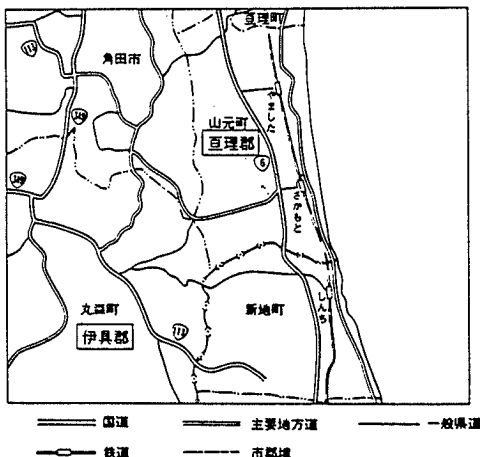 亘理町
113
角田市
349
山元町
亘理郡
6
やました
349
さかもと
丸森町
伊具郡
113
新地町
しんち
国道
主要地方道
一般県道
鉄道
市郡境